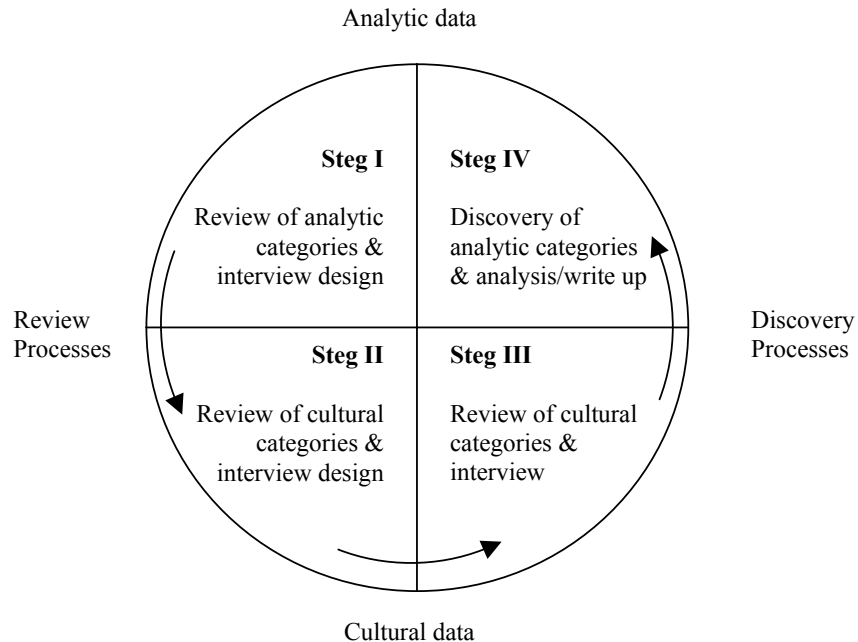 Analytic data
Steg I
Review of analytic
categories &
interview design
Steg IV
Discovery of
analytic categories
& analysis/write up
Review
Processes
Discovery
Processes
Steg II
Review of cultural
categories &
interview design
Steg III
Review of cultural
categories &
interview
Cultural data